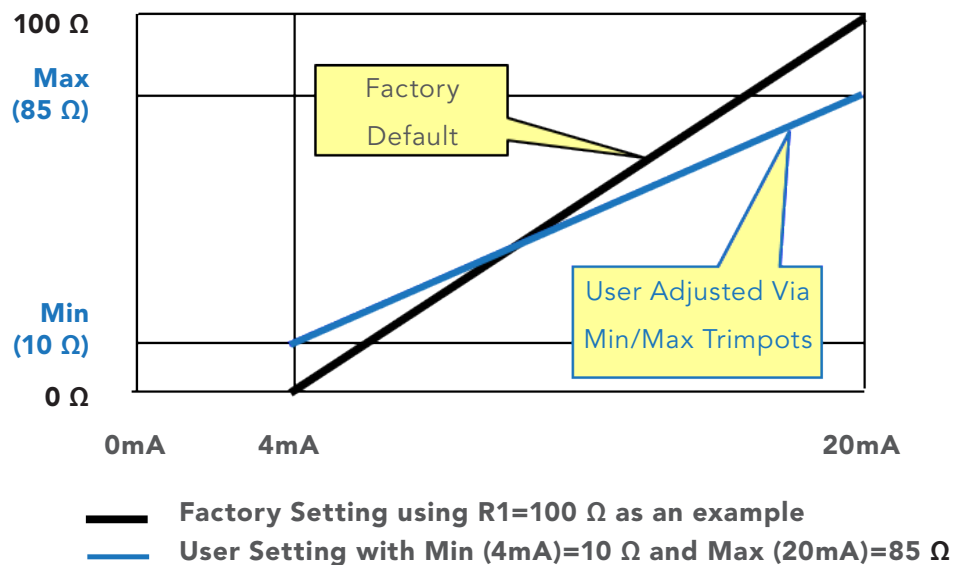 100 Ω
Max
(85 Ω)
Factory
Default
User Adjusted Via
Min/Max Trimpots
Min
(10 Ω)
0 Ω
0mA
4mA
20mA
Factory Setting using R1=100 Ω as an example
User Setting with Min (4mA)=10 Ω and Max (20mA)=85 Ω